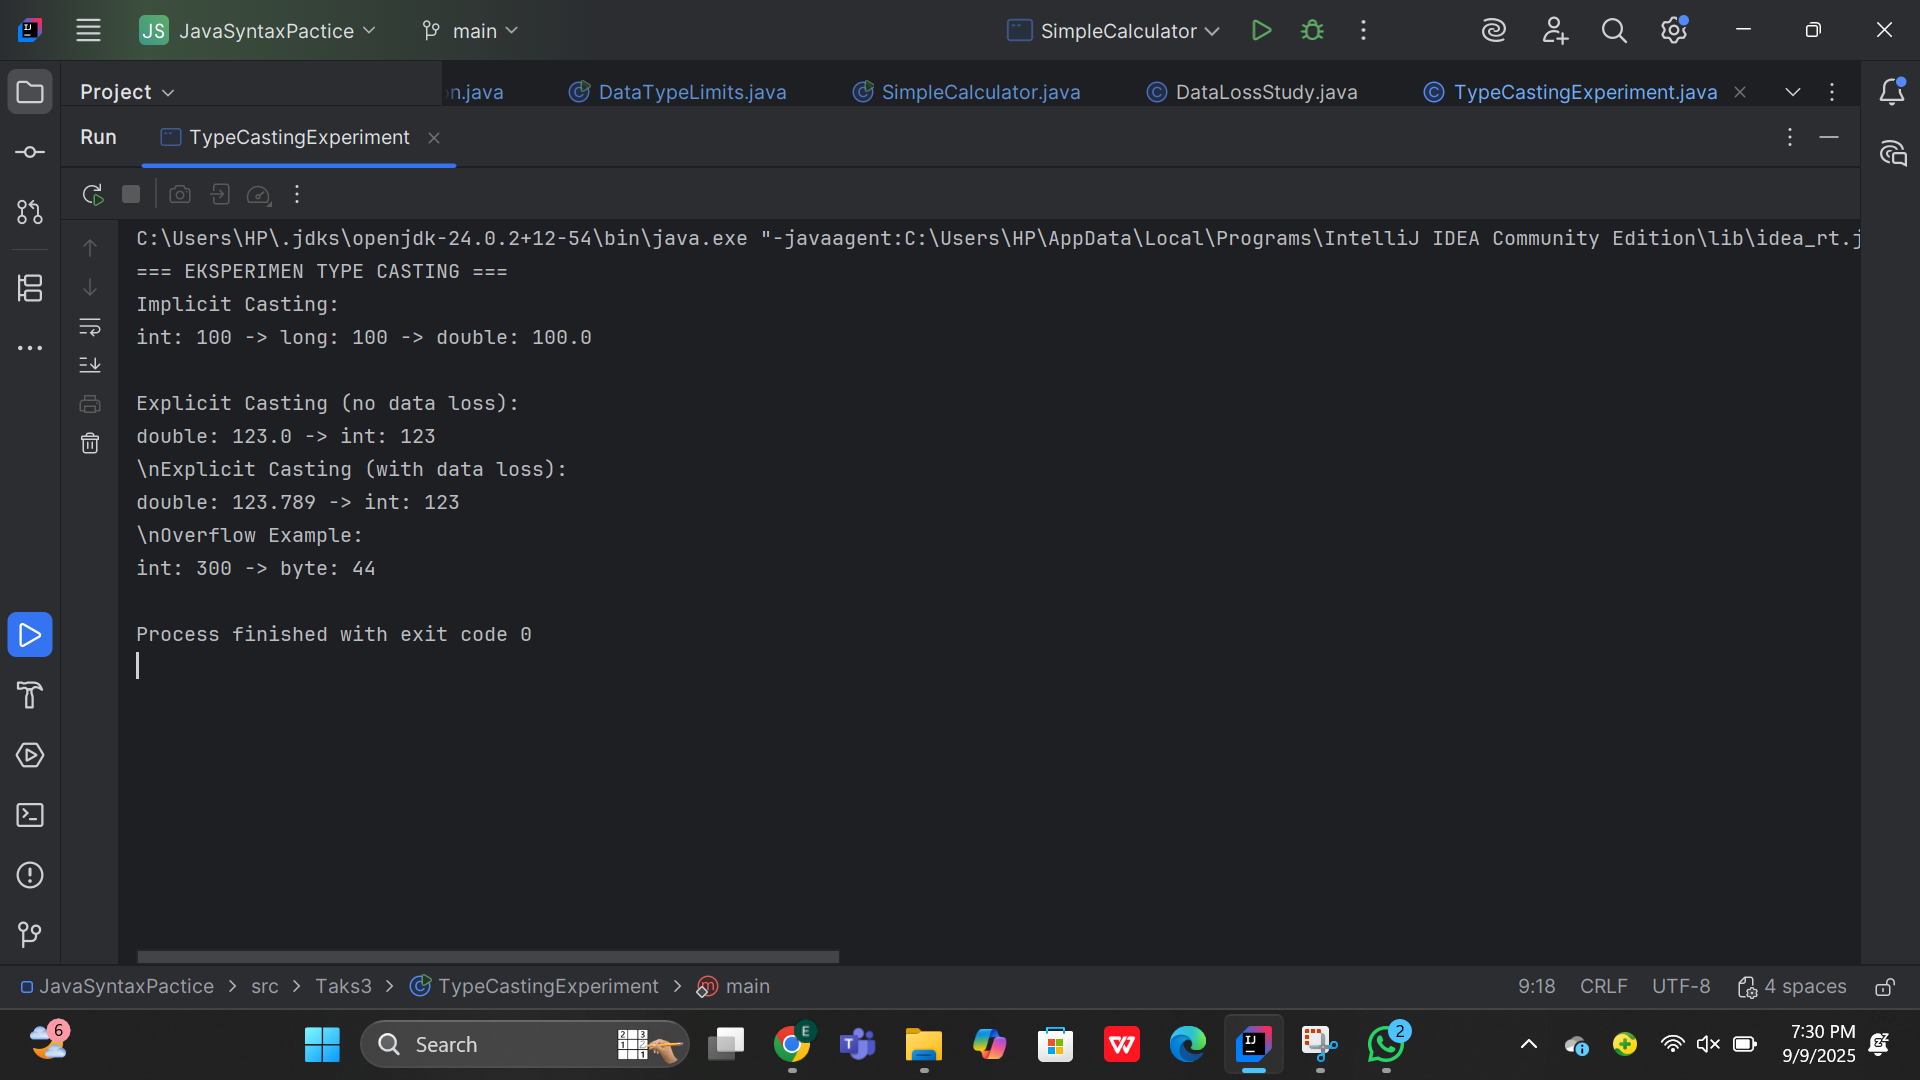 JS JavaSyntaxPactice main SimpleCalculator
Project n.java DataTypeLimits.java SimpleCalculator.java DataLossStudy.java TypeCastingExperiment.java
Run TypeCastingExperiment
C:\Users\HP\.jdks\openjdk-24.0.2+12-54\bin\java.exe "-javaagent:C:\Users\HP\AppData\Local\Programs\IntelliJ IDEA Community Edition\lib\idea_rt.j
=== EKSPERIMEN TYPE CASTING ===
Implicit Casting:
int: 100 -> long: 100 -> double: 100.0
Explicit Casting (no data loss):
double: 123.0 -> int: 123
\nExplicit Casting (with data loss):
double: 123.789 -> int: 123
\nOverflow Example:
int: 300 -> byte: 44
Process finished with exit code 0
JavaSyntaxPactice > src > Taks3 > TypeCastingExperiment > main 9:18 CRLF UTF-8 4 spaces
6 Search E 2 7:30 PM
9/9/2025